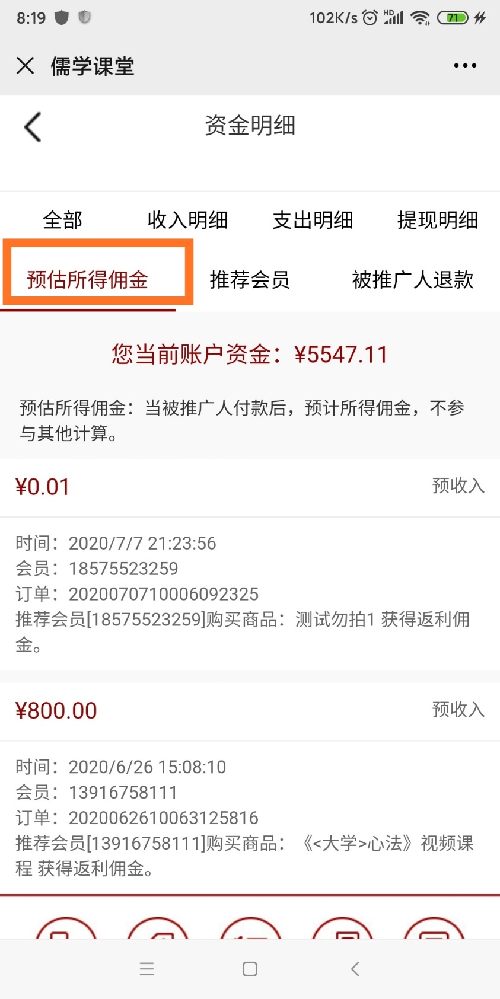 8:19
102K/s HD 71
儒学课堂
资金明细
全部 收入明细 支出明细 提现明细
预估所得佣金 推荐会员 被推广人退款
您当前账户资金：¥5547.11
预估所得佣金：当被推广人付款后，预计所得佣金，不参
与其他计算。
¥0.01 预收入
时间：2020/7/7 21:23:56
会员：18575523259
订单：2020070710006092325
推荐会员[18575523259]购买商品：测试勿拍1 获得返利佣
金。
¥800.00 预收入
时间：2020/6/26 15:08:10
会员：13916758111
订单：2020062610063125816
推荐会员[13916758111]购买商品：《<大学>心法》视频课
程 获得返利佣金。